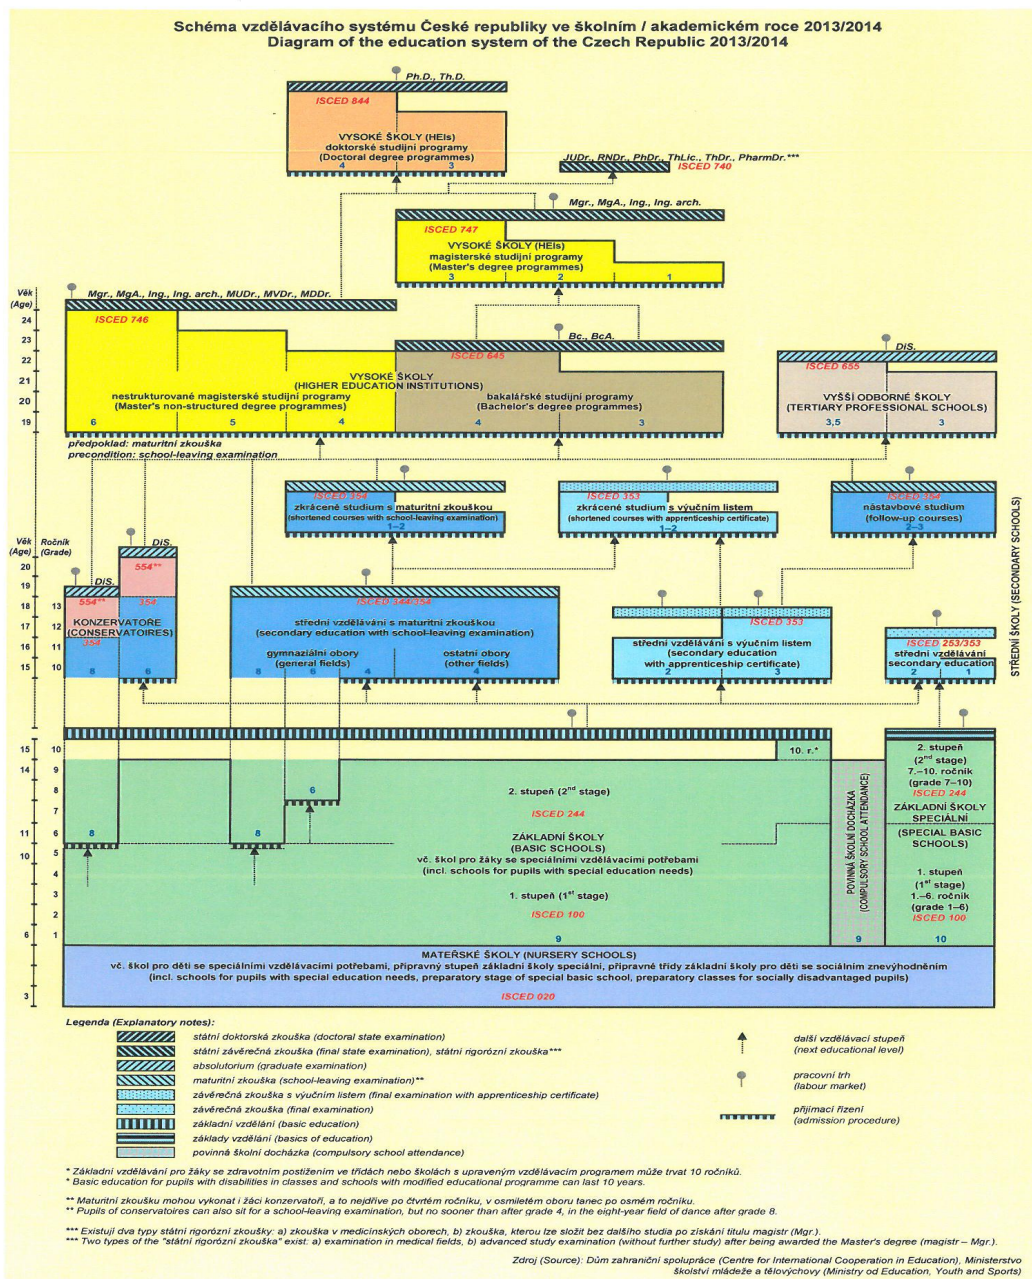 Schéma vzdělávacího systému České republiky ve školním / akademickém roce 2013/2014
Diagram of the education system of the Czech Republic 2013/2014
Ph.D., Th.D.
ISCED 844
VYSOKÉ ŠKOLY (HEIs)
doktorské studijní programy
(Doctoral degree programmes)
4 3
JUDr., RNDr., PhDr., ThLic., ThDr., PharmDr.***
ISCED 740
Mgr., MgA., Ing., Ing. arch.
ISCED 747
VYSOKÉ ŠKOLY (HEIs)
magisterské studijní programy
(Master's degree programmes)
3 2 1
Věk
(Age)
24
23
22
21
20
19
Mgr., MgA., Ing., Ing. arch., MUDr., MVDr., MDDr.
ISCED 746
Bc., BcA.
ISCED 645
VYSOKÉ ŠKOLY
(HIGHER EDUCATION INSTITUTIONS)
nestrukturované magisterské studijní programy
(Master's non-structured degree programmes)
6 5 4
bakalářské studijní programy
(Bachelor's degree programmes)
4 3
DiS.
ISCED 655
VYŠŠÍ ODBORNÉ ŠKOLY
(TERTIARY PROFESSIONAL SCHOOLS)
3,5 3
předpoklad: maturitní zkouška
precondition: school-leaving examination
ISCED 354
zkrácené studium s maturitní zkouškou
(shortened courses with school-leaving examination)
1–2
ISCED 353
zkrácené studium s výučním listem
(shortened courses with apprenticeship certificate)
1–2
ISCED 354
nástavbové studium
(follow-up courses)
2–3
STŘEDNÍ ŠKOLY (SECONDARY SCHOOLS)
Věk
(Age)
Ročník
(Grade)
20
19
18 13
17 12
16 11
15 10
DiS.
554**
354
DiS.
554**
354
KONZERVATOŘE
(CONSERVATOIRES)
8 6
ISCED 344/354
střední vzdělávání s maturitní zkouškou
(secondary education with school-leaving examination)
gymnaziální obory
(general fields)
ostatní obory
(other fields)
8 6 4 4
ISCED 353
střední vzdělávání s výučním listem
(secondary education
with apprenticeship certificate)
2 3
ISCED 253/353
střední vzdělávání
secondary education
2 1
15 10
14 9
8
7
11 6
10 5
4
3
2
6 1
3
10. r.*
8
8
6
2. stupeň (2nd stage)
ISCED 244
ZÁKLADNÍ ŠKOLY
(BASIC SCHOOLS)
vč. škol pro žáky se speciálními vzdělávacími potřebami
(incl. schools for pupils with special education needs)
1. stupeň (1st stage)
ISCED 100
9
POVINNÁ ŠKOLNÍ DOCHÁZKA
(COMPULSORY SCHOOL ATTENDANCE)
9
2. stupeň
(2nd stage)
7.–10. ročník
(grade 7–10)
ISCED 244
ZÁKLADNÍ ŠKOLY
SPECIÁLNÍ
(SPECIAL BASIC
SCHOOLS)
1. stupeň
(1st stage)
1.–6. ročník
(grade 1–6)
ISCED 100
10
MATEŘSKÉ ŠKOLY (NURSERY SCHOOLS)
vč. škol pro děti se speciálními vzdělávacími potřebami, přípravný stupeň základní školy speciální, přípravné třídy základní školy pro děti se sociálním znevýhodněním
(incl. schools for pupils with special education needs, preparatory stage of special basic school, preparatory classes for socially disadvantaged pupils)
ISCED 020
Legenda (Explanatory notes):
státní doktorská zkouška (doctoral state examination)
státní závěrečná zkouška (final state examination), státní rigorózní zkouška***
absolutorium (graduate examination)
maturitní zkouška (school-leaving examination)**
závěrečná zkouška s výučním listem (final examination with apprenticeship certificate)
závěrečná zkouška (final examination)
základní vzdělání (basic education)
základy vzdělání (basics of education)
povinná školní docházka (compulsory school attendance)
další vzdělávací stupeň
(next educational level)
pracovní trh
(labour market)
přijímací řízení
(admission procedure)
* Základní vzdělávání pro žáky se zdravotním postižením ve třídách nebo školách s upraveným vzdělávacím programem může trvat 10 ročníků.
* Basic education for pupils with disabilities in classes and schools with modified educational programme can last 10 years.
** Maturitní zkoušku mohou vykonat i žáci konzervatoří, a to nejdříve po čtvrtém ročníku, v osmiletém oboru tanec po osmém ročníku.
** Pupils of conservatoires can also sit for a school-leaving examination, but no sooner than after grade 4, in the eight-year field of dance after grade 8.
*** Existují dva typy státní rigorózní zkoušky: a) zkouška v medicínských oborech, b) zkouška, kterou lze složit bez dalšího studia po získání titulu magistr (Mgr.).
*** Two types of the "státní rigorózní zkouška" exist: a) examination in medical fields, b) advanced study examination (without further study) after being awarded the Master's degree (magistr – Mgr.).
Zdroj (Source): Dům zahraniční spolupráce (Centre for International Cooperation in Education), Ministerstvo
školství mládeže a tělovýchovy (Ministry od Education, Youth and Sports)